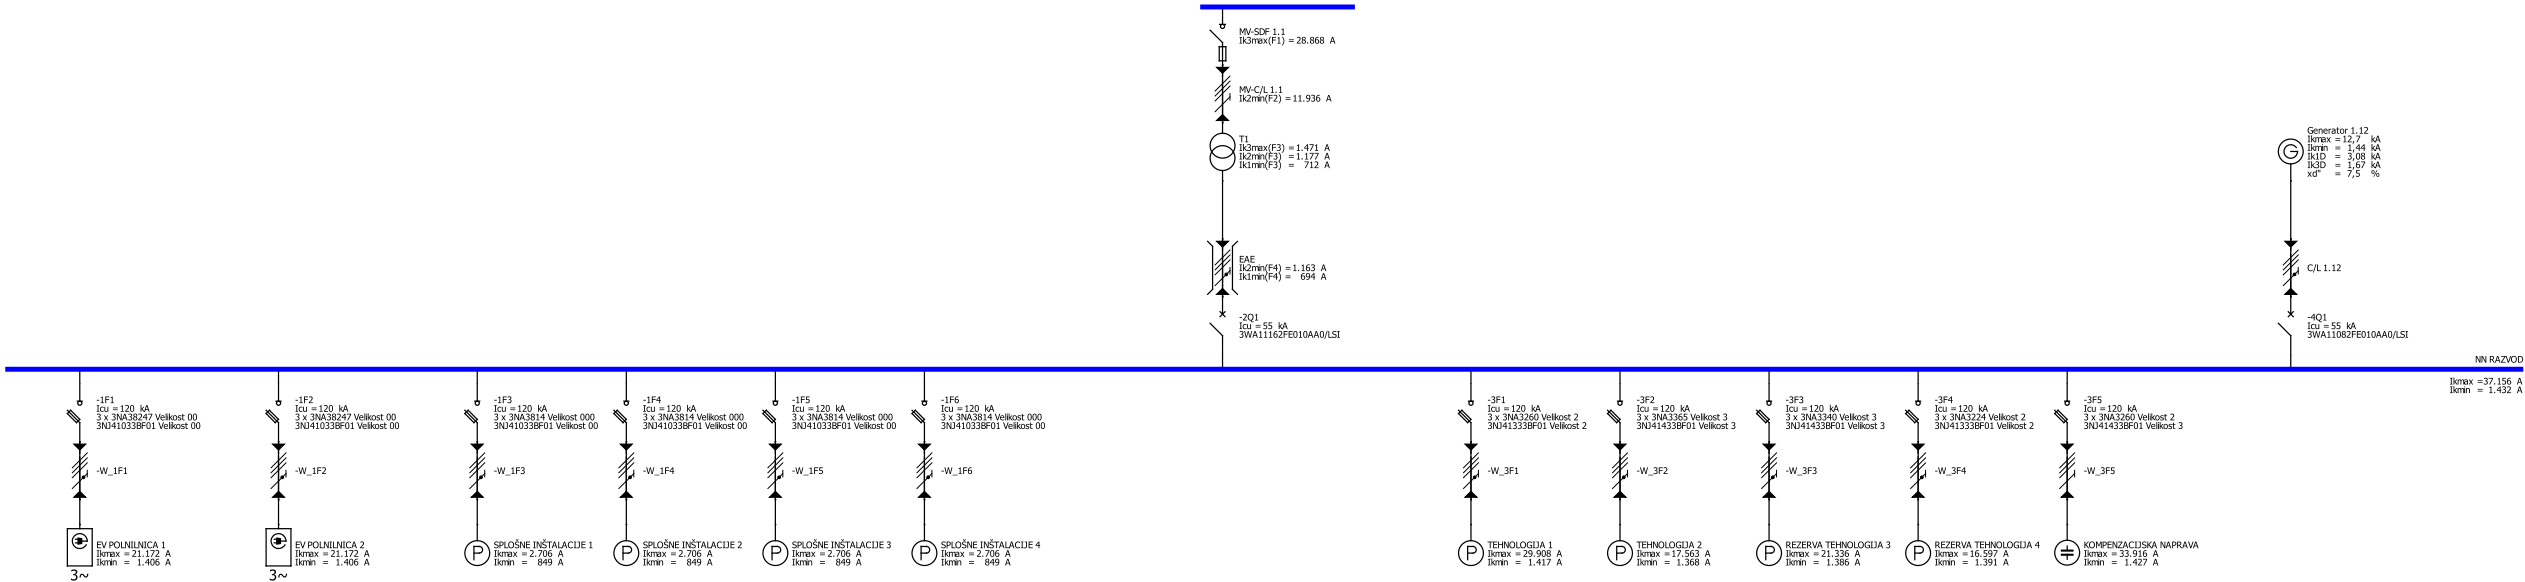 MV-SDF 1.1
Ik3max(F1) = 28.868 A
MV-C/L 1.1
Ik2min(F2) = 11.936 A
T1
Ik3max(F3) = 1.471 A
Ik2min(F3) = 1.177 A
Ik1min(F3) = 712 A
Generator 1.12
Ikmax = 12,7 kA
Ikmin = 1,44 kA
Ik1D = 3,08 kA
Ik3D = 1,67 kA
xd" = 7,5 %
G
EAE
Ik2min(F4) = 1.163 A
Ik1min(F4) = 694 A
C/L 1.12
-2Q1
Icu = 55 kA
3WA11162FE010AA0/LSI
-4Q1
Icu = 55 kA
3WA11082FE010AA0/LSI
NN RAZVOD
Ikmax = 37.156 A
Ikmin = 1.432 A
-1F1
Icu = 120 kA
3 x 3NA38247 Velikost 00
3NJ41033BF01 Velikost 00
-1F2
Icu = 120 kA
3 x 3NA38247 Velikost 00
3NJ41033BF01 Velikost 00
-1F3
Icu = 120 kA
3 x 3NA3814 Velikost 000
3NJ41033BF01 Velikost 00
-1F4
Icu = 120 kA
3 x 3NA3814 Velikost 000
3NJ41033BF01 Velikost 00
-1F5
Icu = 120 kA
3 x 3NA3814 Velikost 000
3NJ41033BF01 Velikost 00
-1F6
Icu = 120 kA
3 x 3NA3814 Velikost 000
3NJ41033BF01 Velikost 00
-3F1
Icu = 120 kA
3 x 3NA3260 Velikost 2
3NJ41333BF01 Velikost 2
-3F2
Icu = 120 kA
3 x 3NA3365 Velikost 3
3NJ41433BF01 Velikost 3
-3F3
Icu = 120 kA
3 x 3NA3340 Velikost 3
3NJ41433BF01 Velikost 3
-3F4
Icu = 120 kA
3 x 3NA3224 Velikost 2
3NJ41333BF01 Velikost 2
-3F5
Icu = 120 kA
3 x 3NA3260 Velikost 2
3NJ41433BF01 Velikost 3
-W_1F1
-W_1F2
-W_1F3
-W_1F4
-W_1F5
-W_1F6
-W_3F1
-W_3F2
-W_3F3
-W_3F4
-W_3F5
EV POLNILNICA 1
Ikmax = 21.172 A
Ikmin = 1.406 A
3~
EV POLNILNICA 2
Ikmax = 21.172 A
Ikmin = 1.406 A
3~
P
SPLOŠNE INŠTALACIJE 1
Ikmax = 2.706 A
Ikmin = 849 A
P
SPLOŠNE INŠTALACIJE 2
Ikmax = 2.706 A
Ikmin = 849 A
P
SPLOŠNE INŠTALACIJE 3
Ikmax = 2.706 A
Ikmin = 849 A
P
SPLOŠNE INŠTALACIJE 4
Ikmax = 2.706 A
Ikmin = 849 A
P
TEHNOLOGIJA 1
Ikmax = 29.908 A
Ikmin = 1.417 A
P
TEHNOLOGIJA 2
Ikmax = 17.563 A
Ikmin = 1.368 A
P
REZERVA TEHNOLOGIJA 3
Ikmax = 21.336 A
Ikmin = 1.386 A
P
REZERVA TEHNOLOGIJA 4
Ikmax = 16.597 A
Ikmin = 1.391 A
KOMPENZACIJSKA NAPRAVA
Ikmax = 33.916 A
Ikmin = 1.427 A